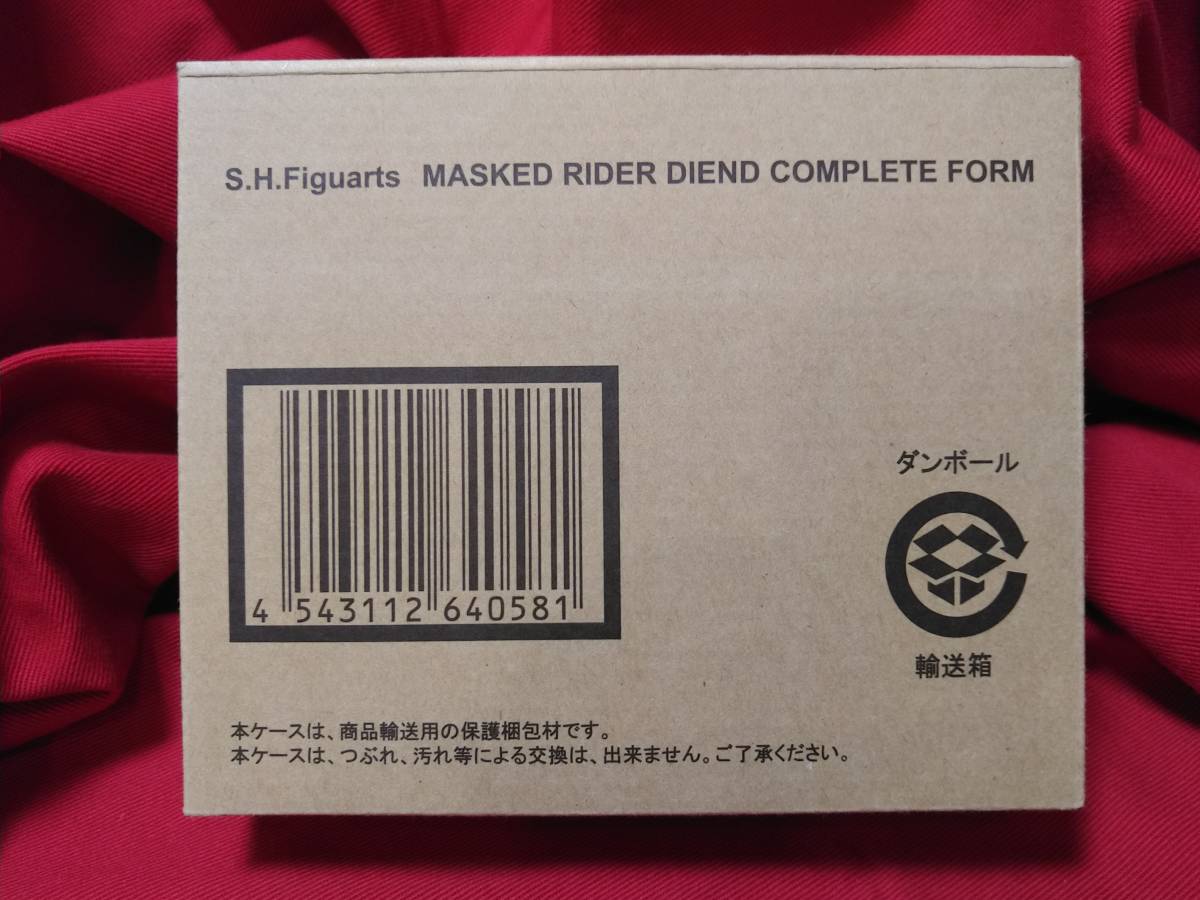 S.H.Figuarts MASKED RIDER DIEND COMPLETE FORM
4 543112 640581
ダンボール
輸送箱
本ケースは、商品輸送用の保護梱包材です。
本ケースは、つぶれ、汚れ等による交換は、出来ません。ご了承ください。